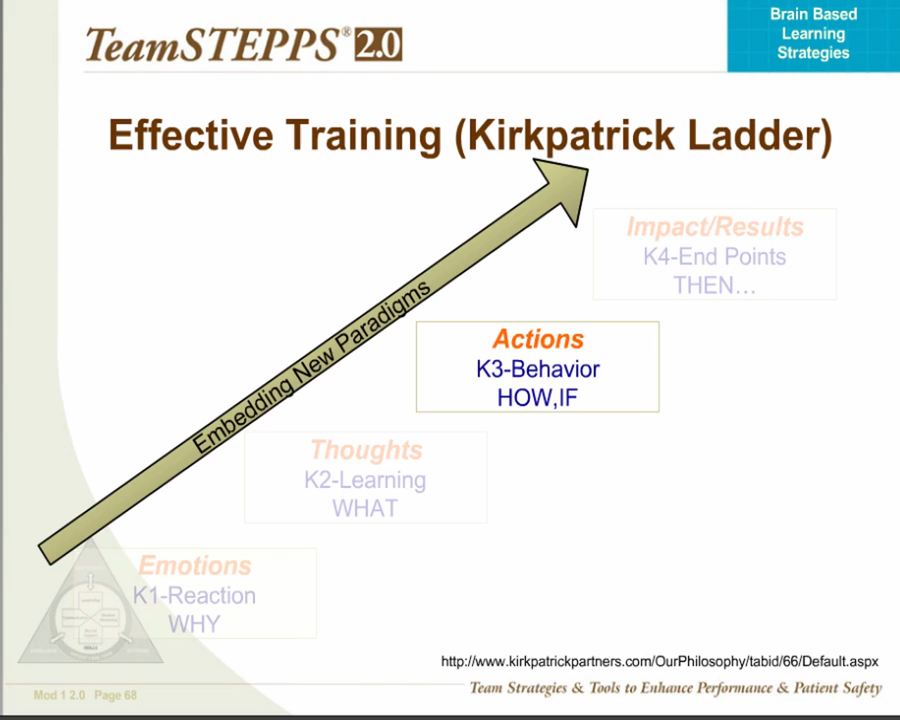 TeamSTEPPS® 2.0
Brain Based
Learning
Strategies
Effective Training (Kirkpatrick Ladder)
Impact/Results
K4-End Points
THEN…
Embedding New Paradigms
Actions
K3-Behavior
HOW,IF
Thoughts
K2-Learning
WHAT
Emotions
K1-Reaction
WHY
http://www.kirkpatrickpartners.com/OurPhilosophy/tabid/66/Default.aspx
Mod 1 2.0 Page 68
Team Strategies & Tools to Enhance Performance & Patient Safety